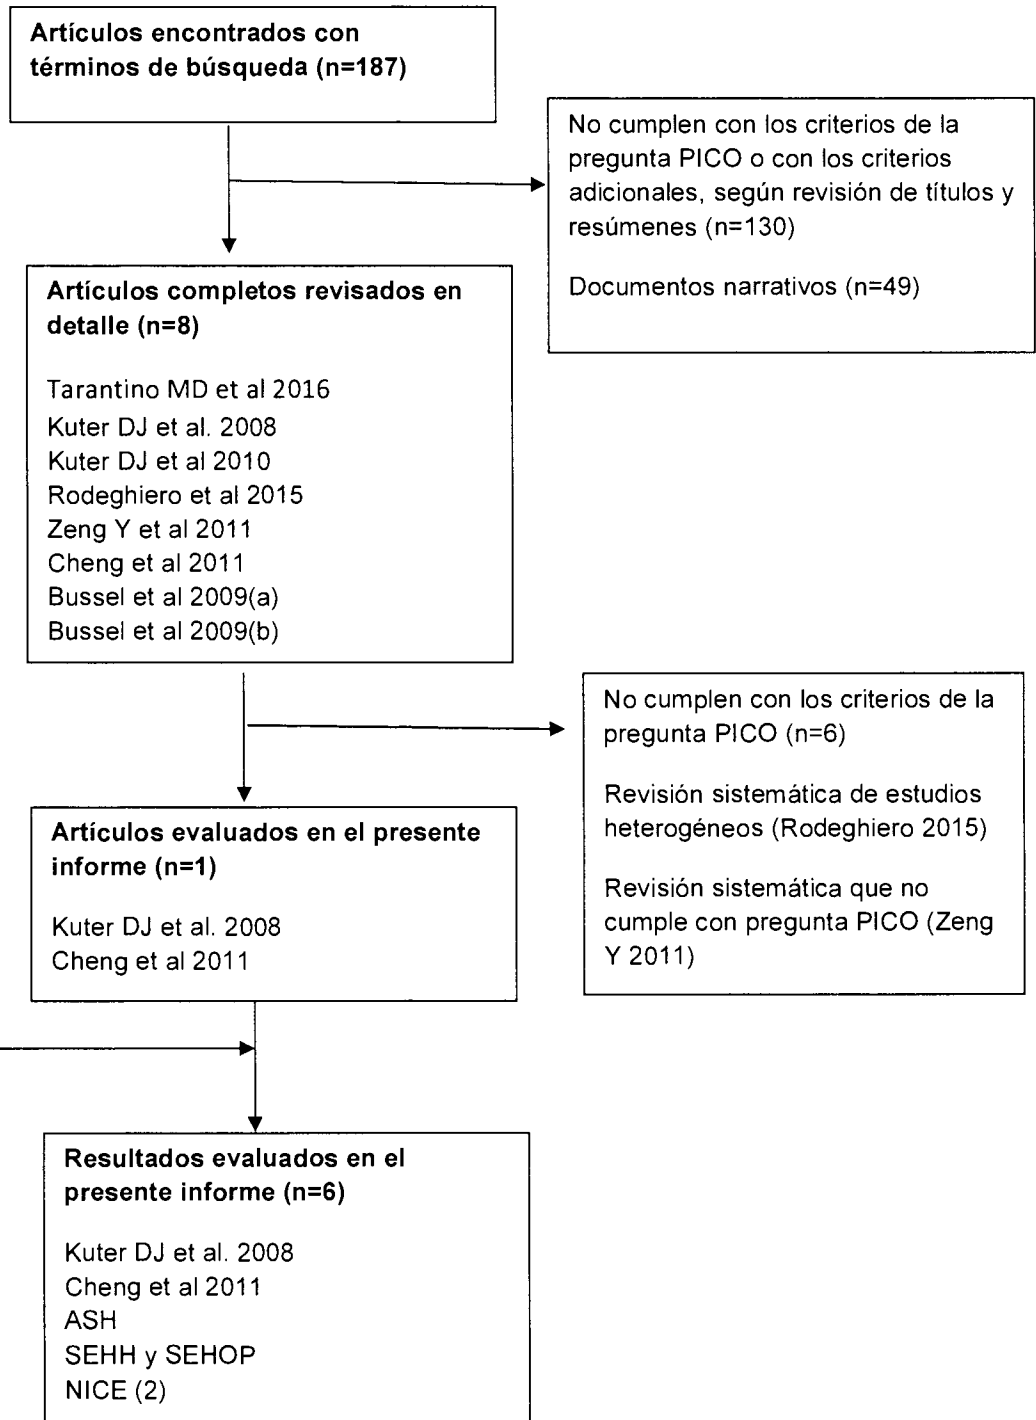 Artículos encontrados con
términos de búsqueda (n=187)
No cumplen con los criterios de la
pregunta PICO o con los criterios
adicionales, según revisión de títulos y
resúmenes (n=130)
Documentos narrativos (n=49)
Artículos completos revisados en
detalle (n=8)
Tarantino MD et al 2016
Kuter DJ et al. 2008
Kuter DJ et al 2010
Rodeghiero et al 2015
Zeng Y et al 2011
Cheng et al 2011
Bussel et al 2009(a)
Bussel et al 2009(b)
No cumplen con los criterios de la
pregunta PICO (n=6)
Revisión sistemática de estudios
heterogéneos (Rodeghiero 2015)
Revisión sistemática que no
cumple con pregunta PICO (Zeng
Y 2011)
Artículos evaluados en el presente
informe (n=1)
Kuter DJ et al. 2008
Cheng et al 2011
Resultados evaluados en el
presente informe (n=6)
Kuter DJ et al. 2008
Cheng et al 2011
ASH
SEHH y SEHOP
NICE (2)